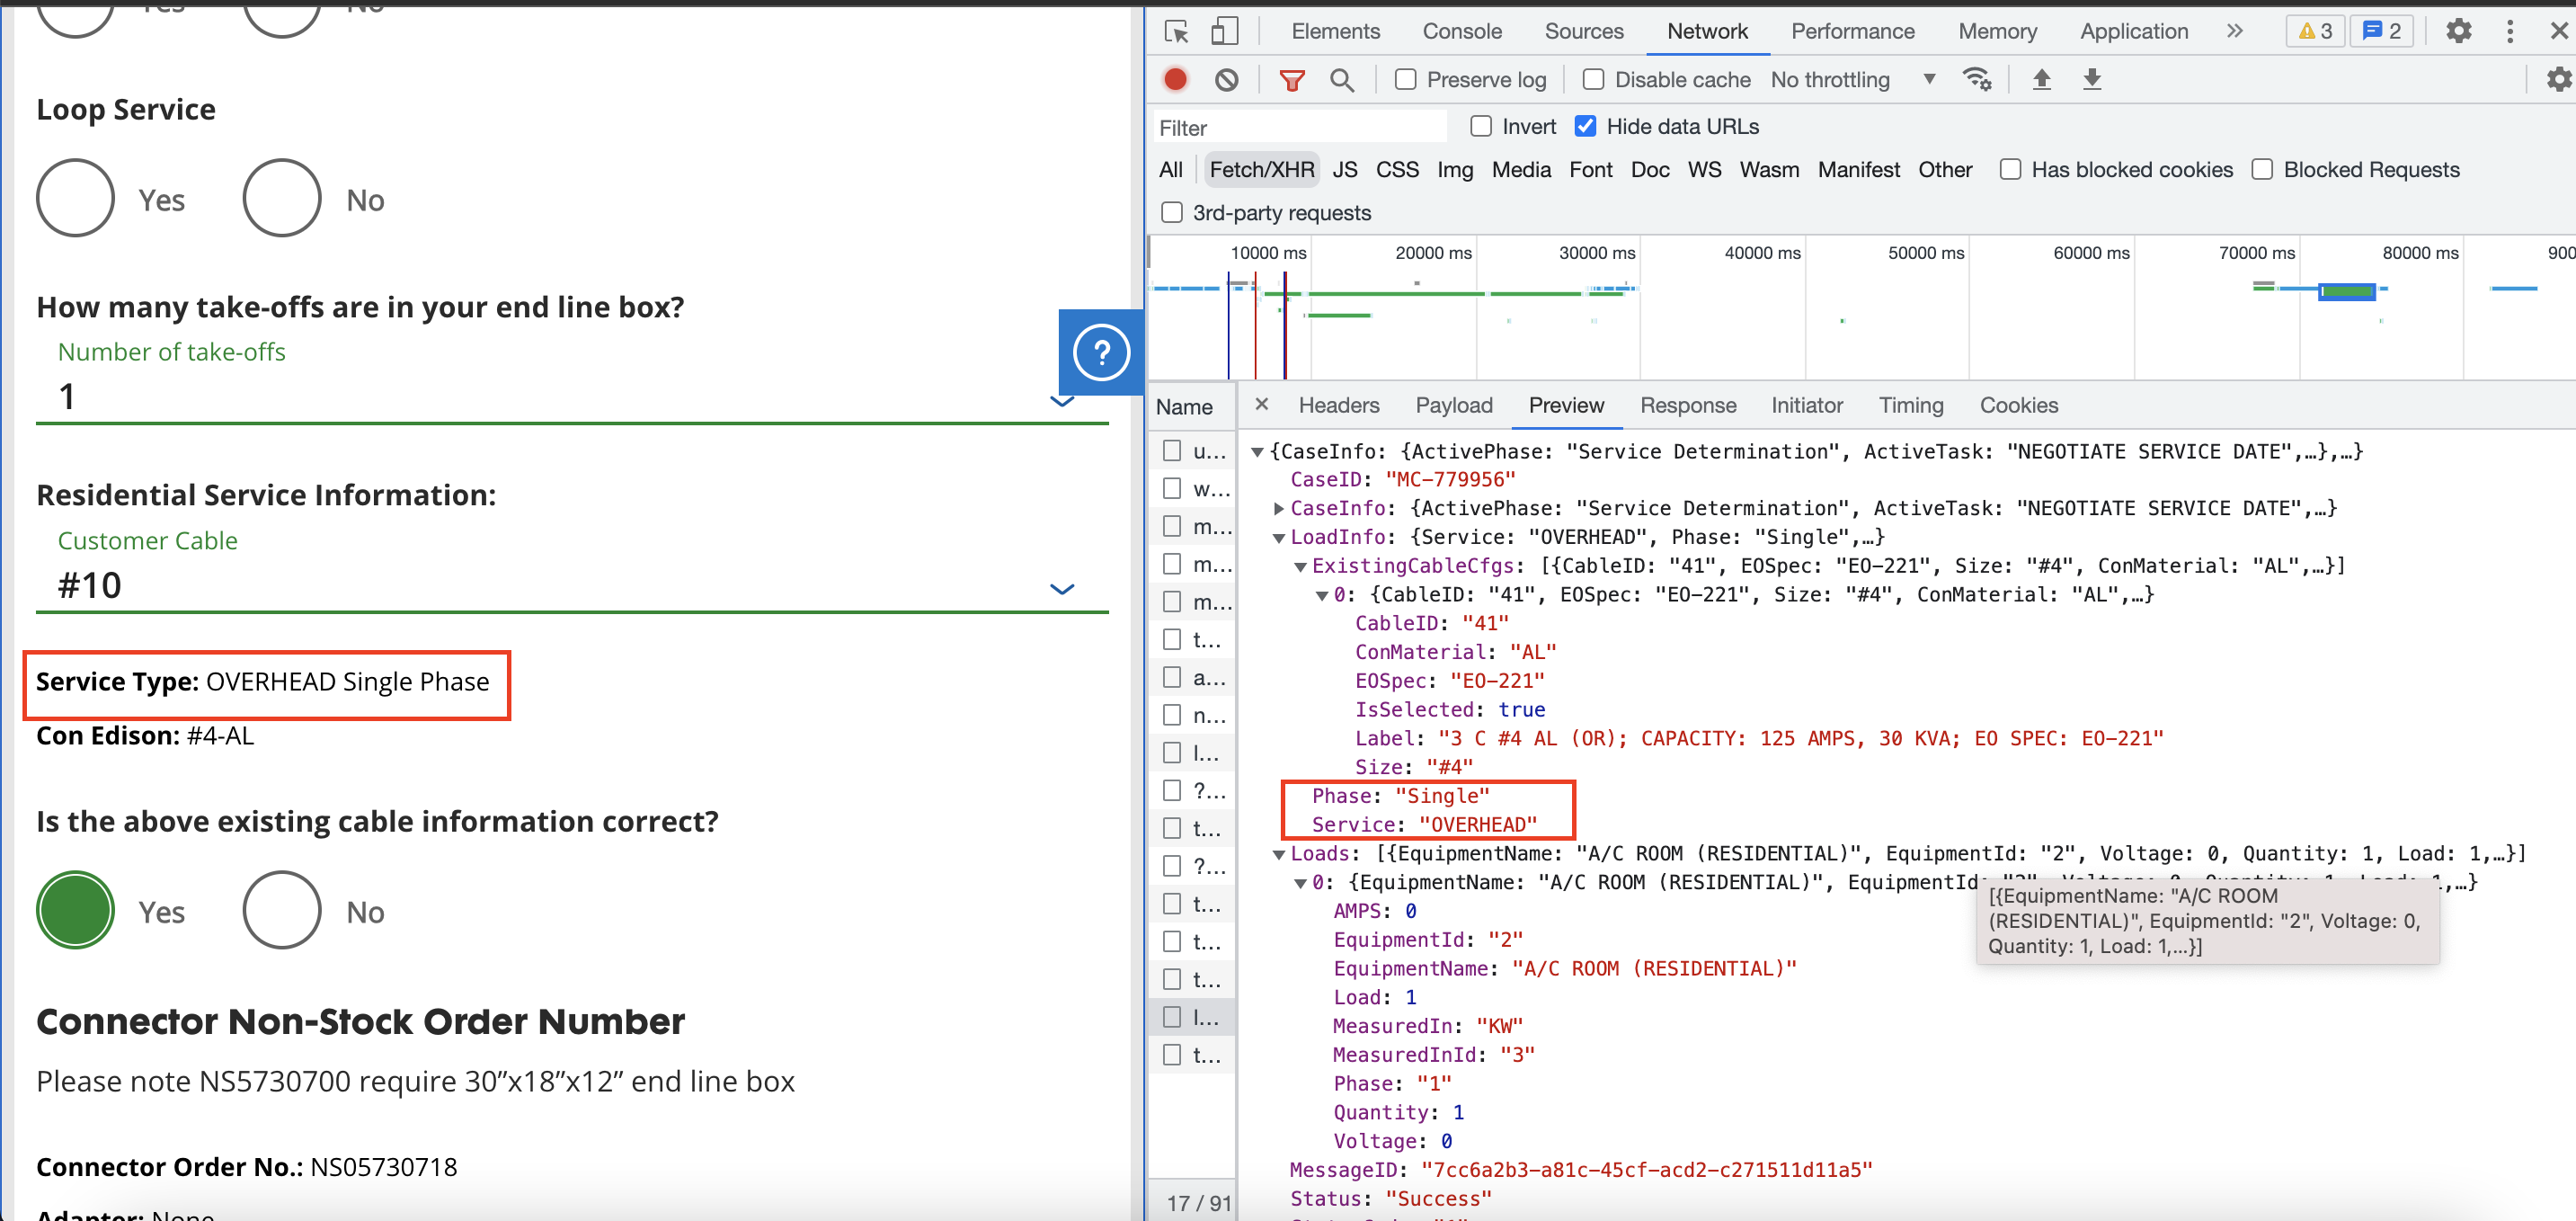 Yes No
Loop Service
Yes No
How many take-offs are in your end line box?
Number of take-offs
1
?
Residential Service Information:
Customer Cable
#10
Service Type: OVERHEAD Single Phase
Con Edison: #4-AL
Is the above existing cable information correct?
Yes No
Connector Non-Stock Order Number
Please note NS5730700 require 30”x18”x12” end line box
Connector Order No.: NS05730718
Adapter: None
Elements Console Sources Network Performance Memory Application » 3 2
Preserve log Disable cache No throttling
Filter Invert Hide data URLs
All Fetch/XHR JS CSS Img Media Font Doc WS Wasm Manifest Other Has blocked cookies Blocked Requests
3rd-party requests
10000 ms 20000 ms 30000 ms 40000 ms 50000 ms 60000 ms 70000 ms 80000 ms 900
Name × Headers Payload Preview Response Initiator Timing Cookies
u...
w...
m...
m...
m...
t...
a...
n...
l...
?...
t...
?...
t...
t...
t...
l...
t...
17 / 91
{CaseInfo: {ActivePhase: "Service Determination", ActiveTask: "NEGOTIATE SERVICE DATE",…},…}
CaseID: "MC-779956"
CaseInfo: {ActivePhase: "Service Determination", ActiveTask: "NEGOTIATE SERVICE DATE",…}
LoadInfo: {Service: "OVERHEAD", Phase: "Single",…}
ExistingCableCfgs: [{CableID: "41", EOSpec: "EO-221", Size: "#4", ConMaterial: "AL",…}]
0: {CableID: "41", EOSpec: "EO-221", Size: "#4", ConMaterial: "AL",…}
CableID: "41"
ConMaterial: "AL"
EOSpec: "EO-221"
IsSelected: true
Label: "3 C #4 AL (OR); CAPACITY: 125 AMPS, 30 KVA; EO SPEC: EO-221"
Size: "#4"
Phase: "Single"
Service: "OVERHEAD"
Loads: [{EquipmentName: "A/C ROOM (RESIDENTIAL)", EquipmentId: "2", Voltage: 0, Quantity: 1, Load: 1,…}]
0: {EquipmentName: "A/C ROOM (RESIDENTIAL)", EquipmentId: "2", Voltage: 0, Quantity: 1, Load: 1,…}
[{EquipmentName: "A/C ROOM
(RESIDENTIAL)", EquipmentId: "2", Voltage: 0,
Quantity: 1, Load: 1,…}]
AMPS: 0
EquipmentId: "2"
EquipmentName: "A/C ROOM (RESIDENTIAL)"
Load: 1
MeasuredIn: "KW"
MeasuredInId: "3"
Phase: "1"
Quantity: 1
Voltage: 0
MessageID: "7cc6a2b3-a81c-45cf-acd2-c271511d11a5"
Status: "Success"